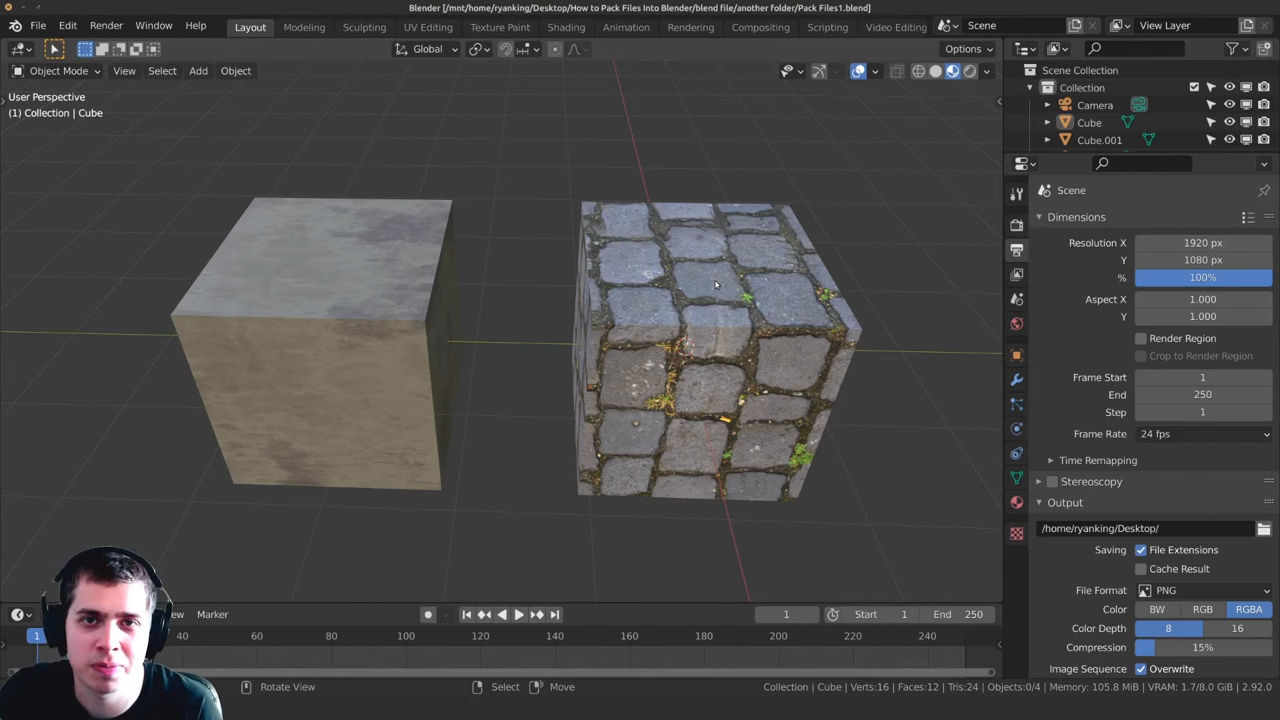 Blender [/mnt/ryanking/Desktop/How to Pack Files Into Blender/blend file/another folder/Pack Files1.blend]
File Edit Render Window Help Layout Modeling Sculpting UV Editing Texture Paint Shading Animation Rendering Compositing Scripting Video Editing Scene View Layer
Global Options
Object Mode View Select Add Object
User Perspective
(1) Collection | Cube
Scene Collection
Collection
Camera
Cube
Cube.001
Scene
Dimensions
Resolution X 1920 px
Y 1080 px
% 100%
Aspect X 1.000
Y 1.000
Render Region
Crop to Render Region
Frame Start 1
End 250
Step 1
Frame Rate 24 fps
Time Remapping
Stereoscopy
Output
/home/ryanking/Desktop/
Saving File Extensions
Cache Result
File Format PNG
Color BW RGB RGBA
Color Depth 8 16
Compression 15%
Image Sequence Overwrite
Marker 1 Start 1 End 250
1 40 60 80 100 120 140 160 180 200 220 240
Rotate View Select Move Collection | Cube | Verts:16 | Faces:12 | Tris:24 | Objects:0/4 | Memory: 105.8 MiB | VRAM: 1.7/8.0 GiB | 2.92.0